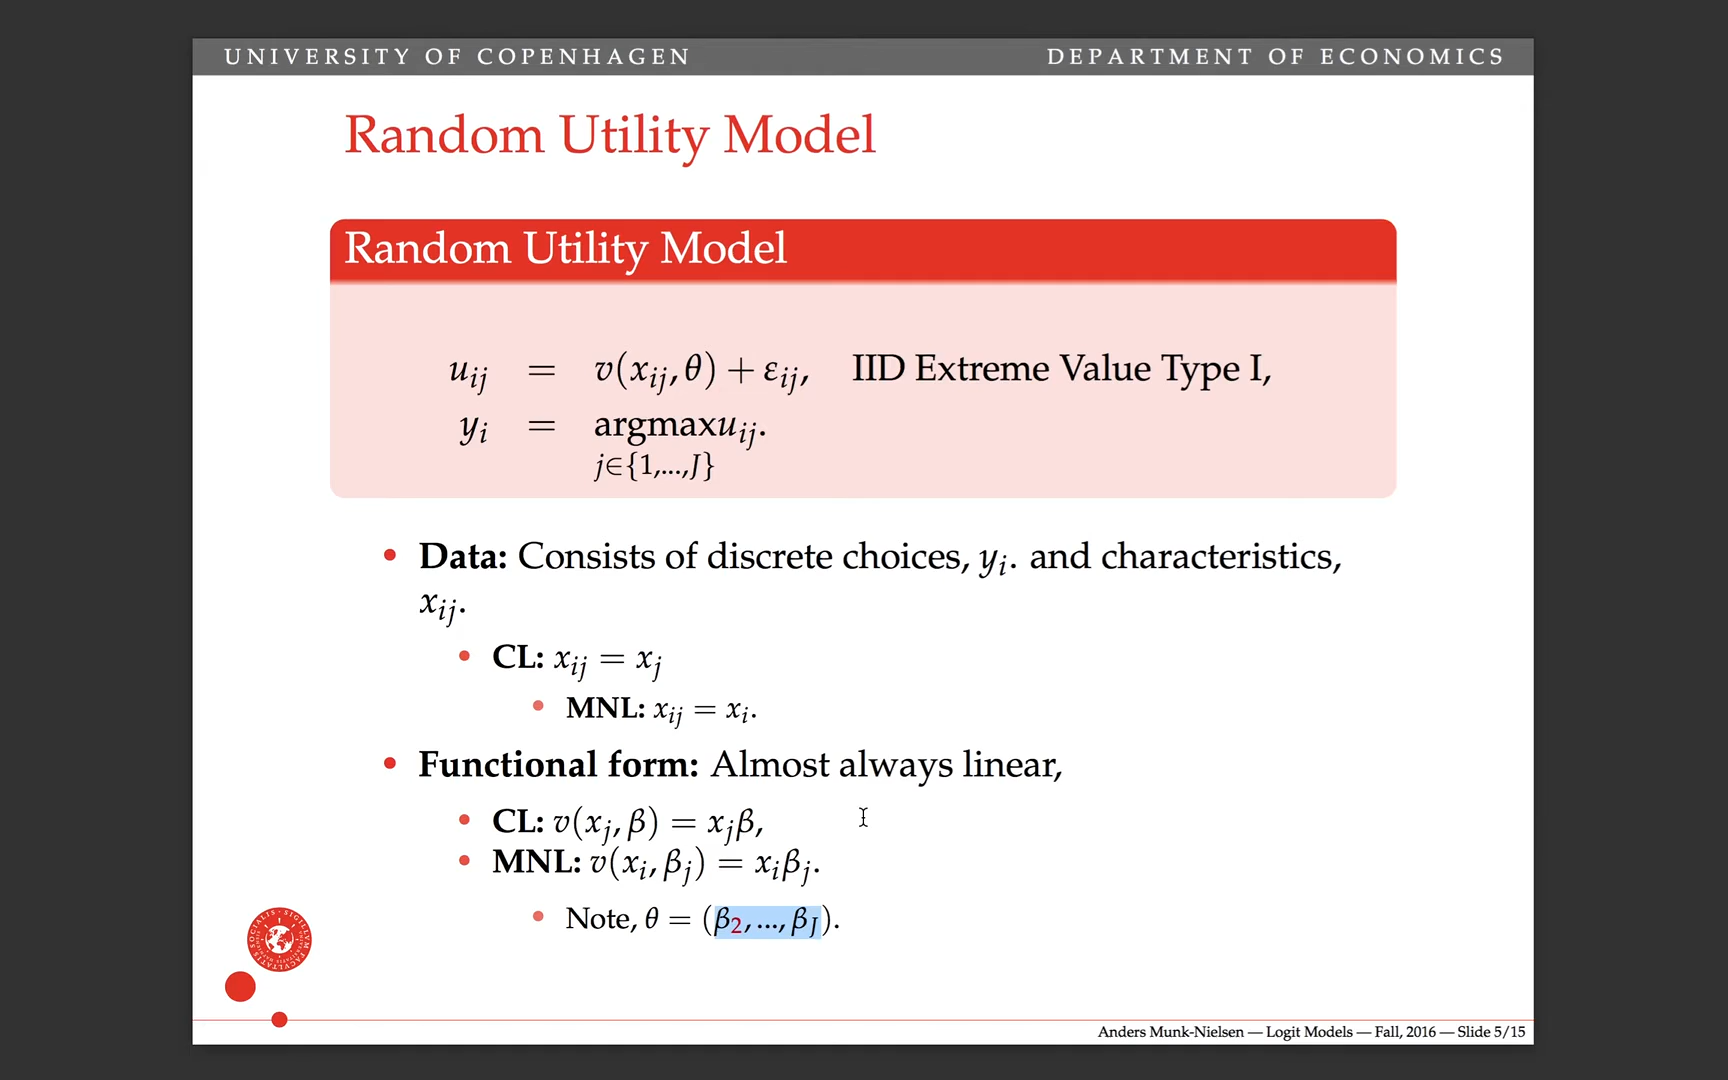 UNIVERSITY OF COPENHAGEN DEPARTMENT OF ECONOMICS
Random Utility Model
Random Utility Model
u_ij = v(x_ij, θ) + ε_ij, IID Extreme Value Type I,
y_i = argmax u_ij.
j∈{1,...,J}
• Data: Consists of discrete choices, y_i. and characteristics,
x_ij.
• CL: x_ij = x_j
• MNL: x_ij = x_i.
• Functional form: Almost always linear,
• CL: v(x_j, β) = x_jβ,
• MNL: v(x_i, β_j) = x_iβ_j.
• Note, θ = (β_2, ..., β_J).
Anders Munk-Nielsen — Logit Models — Fall, 2016 — Slide 5/15